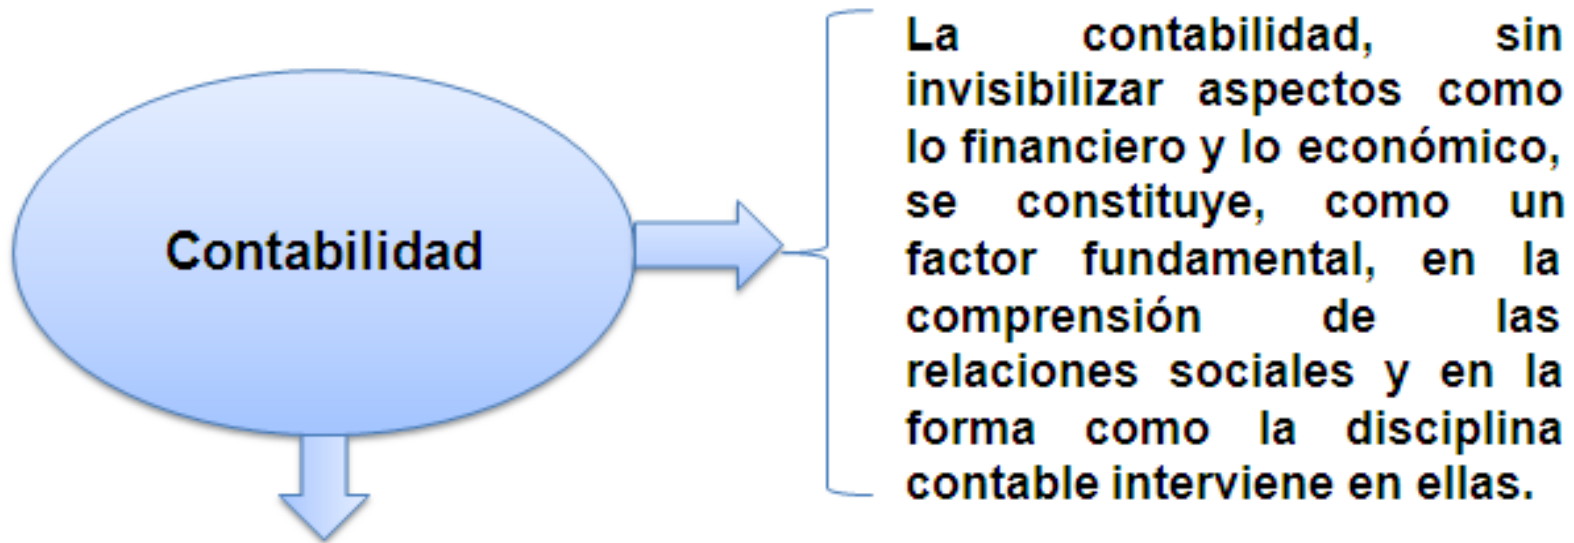 Contabilidad
La contabilidad, sin
invisibilizar aspectos como
lo financiero y lo económico,
se constituye, como un
factor fundamental, en la
comprensión de las
relaciones sociales y en la
forma como la disciplina
contable interviene en ellas.